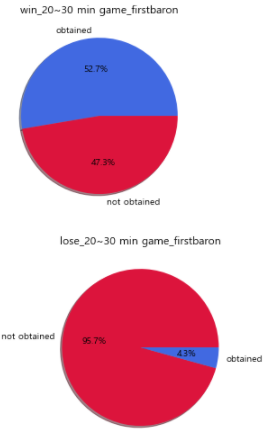 win_20~30 min game_firstbaron
obtained
52.7%
47.3%
not obtained
lose_20~30 min game_firstbaron
not obtained
95.7%
4.3%
obtained